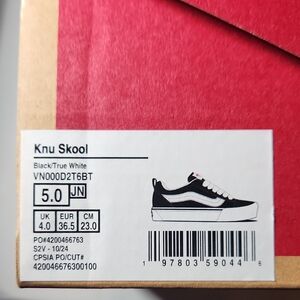 Knu Skool
Black/True White
VN000D2T6BT
5.0 JN
UK EUR CM
4.0 36.5 23.0
PO#4200466763
S2V - 10/24
CPSIA PO/CUT#
420046676300100
1 97803 59044 6